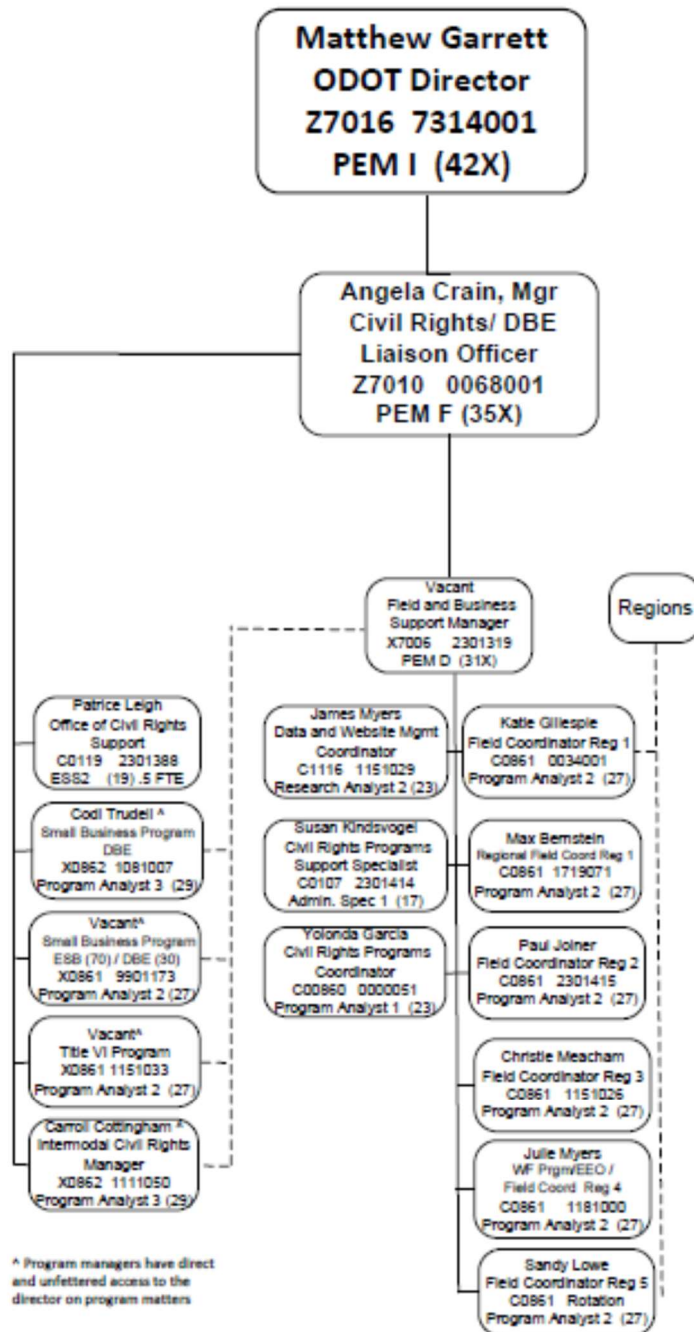 Matthew Garrett
ODOT Director
Z7016 7314001
PEM I (42X)
Angela Crain, Mgr
Civil Rights/ DBE
Liaison Officer
Z7010 0068001
PEM F (35X)
Vacant
Field and Business
Support Manager
X7006 2301319
PEM D (31X)
Regions
Patrice Leigh
Office of Civil Rights
Support
C0119 2301388
ESS2 (19) .5 FTE
Codi Trudell ^
Small Business Program
DBE
X0862 1081007
Program Analyst 3 (29)
Vacant^
Small Business Program
ESB (70) / DBE (30)
X0861 9901173
Program Analyst 2 (27)
Vacant^
Title VI Program
X0861 1151033
Program Analyst 2 (27)
Carroll Cottingham ^
Intermodal Civil Rights
Manager
X0862 1111050
Program Analyst 3 (29)
James Myers
Data and Website Mgmt
Coordinator
C1116 1151029
Research Analyst 2 (23)
Susan Kindsvogel
Civil Rights Programs
Support Specialist
C0107 2301414
Admin. Spec 1 (17)
Yolonda Garcia
Civil Rights Programs
Coordinator
C00860 0000051
Program Analyst 1 (23)
Katie Gillespie
Field Coordinator Reg 1
C0861 0034001
Program Analyst 2 (27)
Max Bernstein
Regional Field Coord Reg 1
C0861 1719071
Program Analyst 2 (27)
Paul Joiner
Field Coordinator Reg 2
C0861 2301415
Program Analyst 2 (27)
Christie Meacham
Field Coordinator Reg 3
C0861 1151026
Program Analyst 2 (27)
Julie Myers
WF Prgm/EEO /
Field Coord Reg 4
C0861 1181000
Program Analyst 2 (27)
Sandy Lowe
Field Coordinator Reg 5
C0861 Rotation
Program Analyst 2 (27)
^ Program managers have direct
and unfettered access to the
director on program matters